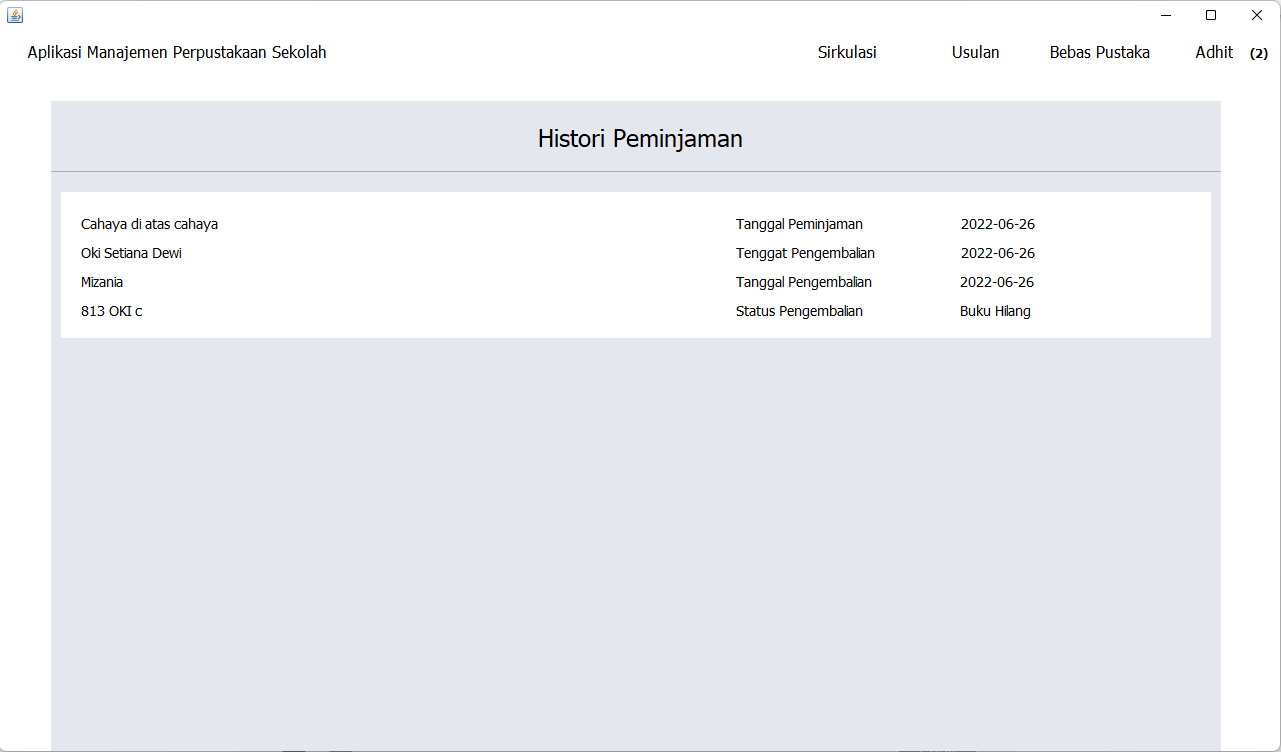 Aplikasi Manajemen Perpustakaan Sekolah Sirkulasi Usulan Bebas Pustaka Adhit (2)
Histori Peminjaman
Cahaya di atas cahaya Tanggal Peminjaman 2022-06-26
Oki Setiana Dewi Tenggat Pengembalian 2022-06-26
Mizania Tanggal Pengembalian 2022-06-26
813 OKI c Status Pengembalian Buku Hilang